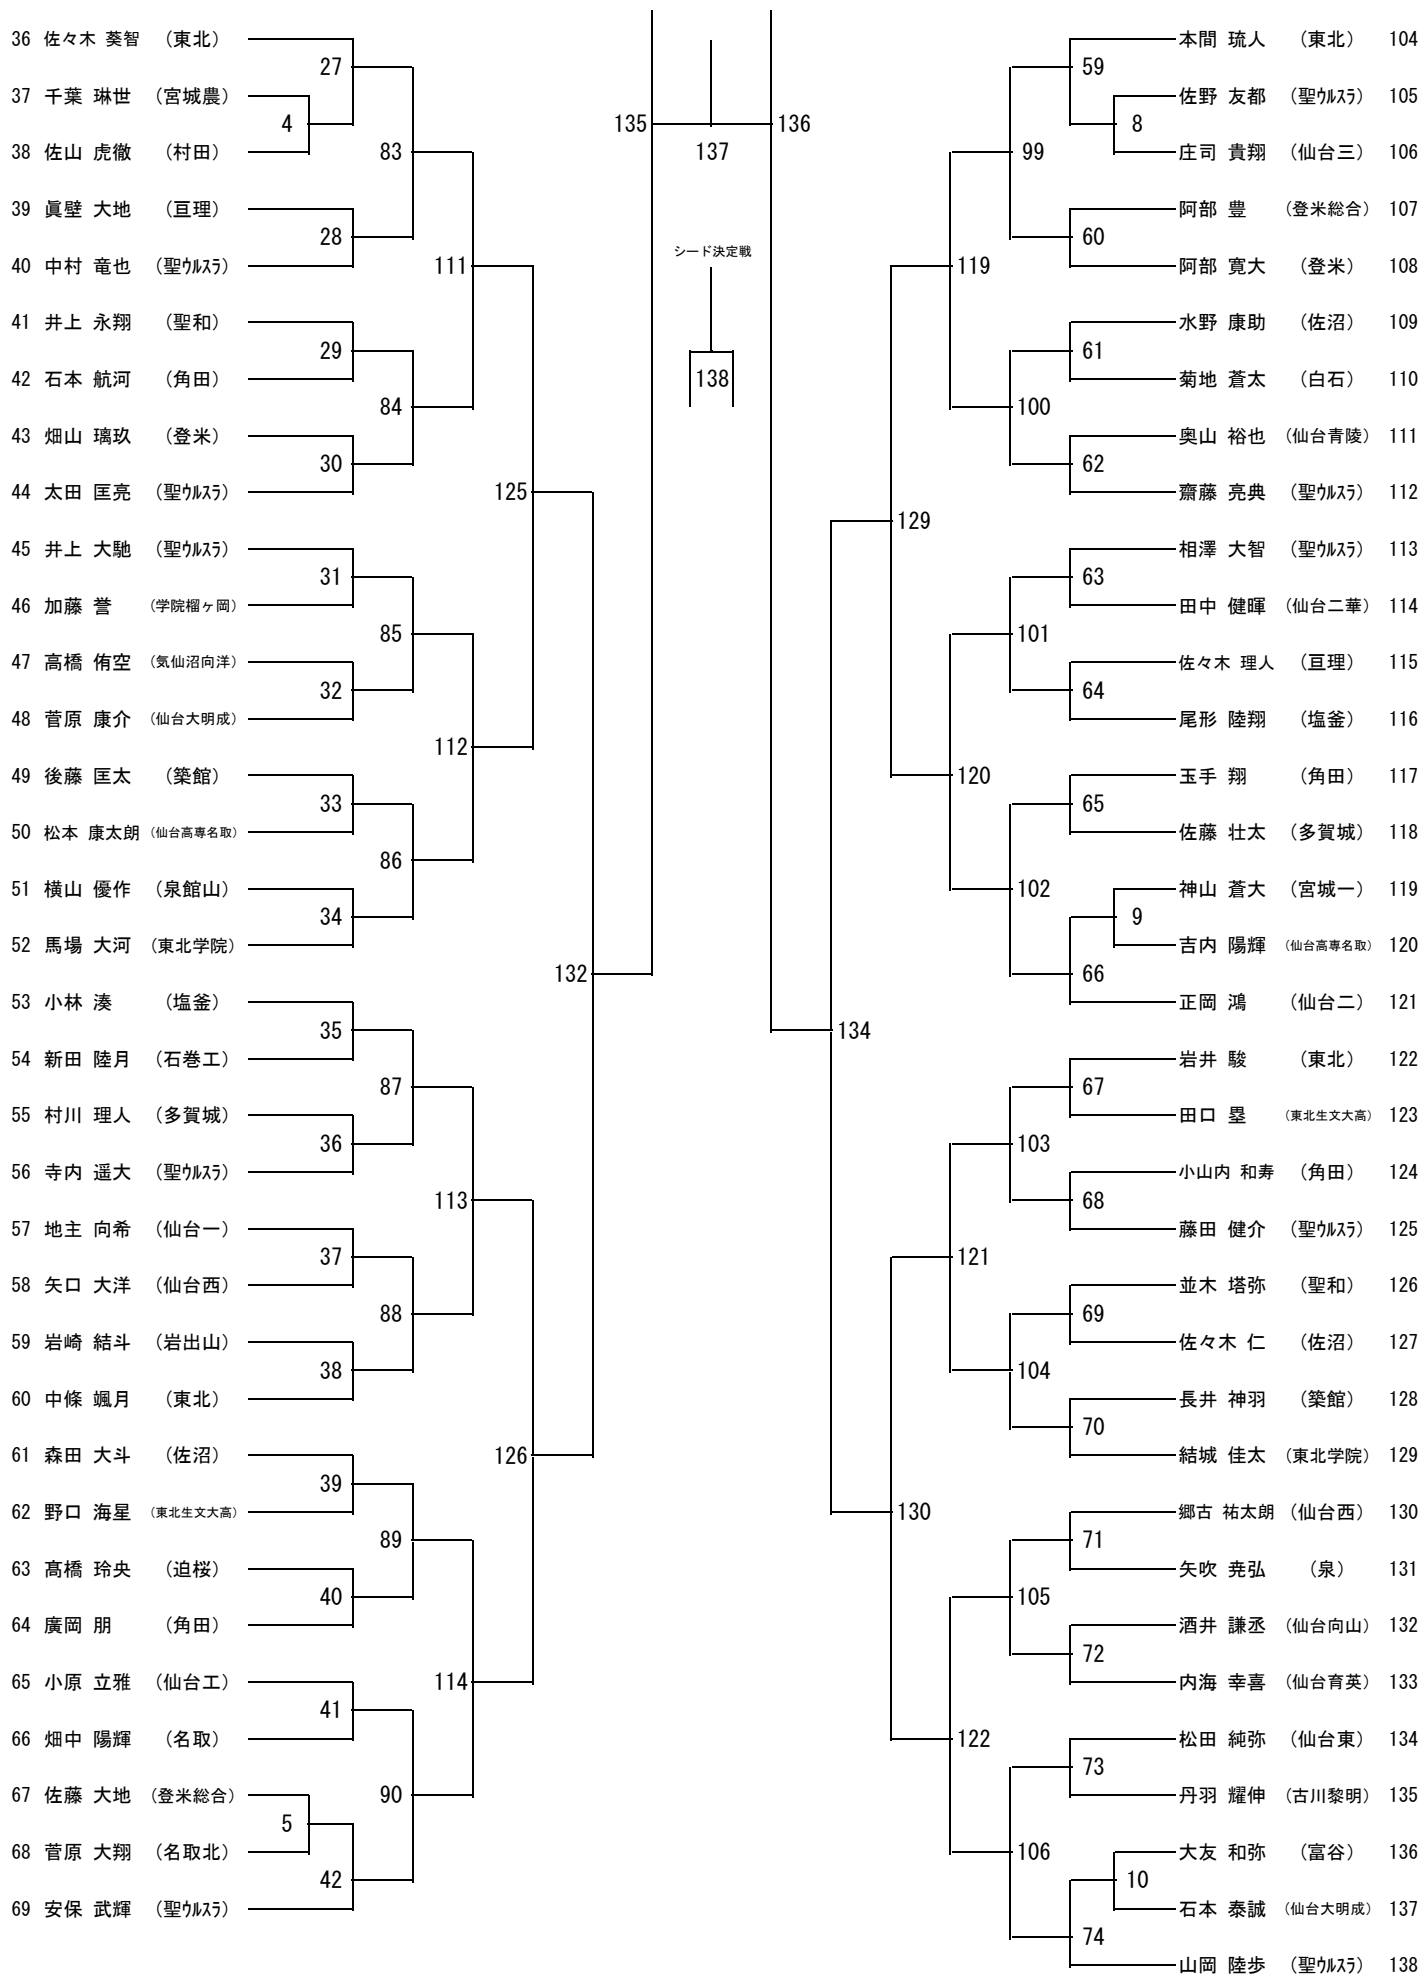 36 佐々木 葵智 （東北）
27
37 千葉 琳世 （宮城農）
4
38 佐山 虎徹 （村田）
83
39 眞壁 大地 （亘理）
28
40 中村 竜也 （聖ｳﾙｽﾗ）
111
41 井上 永翔 （聖和）
29
42 石本 航河 （角田）
84
43 畑山 璃玖 （登米）
30
44 太田 匡亮 （聖ｳﾙｽﾗ）
125
45 井上 大馳 （聖ｳﾙｽﾗ）
31
46 加藤 誉 （学院榴ヶ岡）
85
47 高橋 侑空 （気仙沼向洋）
32
48 菅原 康介 （仙台大明成）
112
49 後藤 匡太 （築館）
33
50 松本 康太朗 （仙台高専名取）
86
51 横山 優作 （泉館山）
34
52 馬場 大河 （東北学院）
132
53 小林 湊 （塩釜）
35
54 新田 陸月 （石巻工）
87
55 村川 理人 （多賀城）
36
56 寺内 遥大 （聖ｳﾙｽﾗ）
113
57 地主 向希 （仙台一）
37
58 矢口 大洋 （仙台西）
88
59 岩崎 結斗 （岩出山）
38
60 中條 颯月 （東北）
126
61 森田 大斗 （佐沼）
39
62 野口 海星 （東北生文大高）
89
63 髙橋 玲央 （迫桜）
40
64 廣岡 朋 （角田）
114
65 小原 立雅 （仙台工）
41
66 畑中 陽輝 （名取）
90
67 佐藤 大地 （登米総合）
5
68 菅原 大翔 （名取北）
42
69 安保 武輝 （聖ｳﾙｽﾗ）
135
136
137
シード決定戦
138
本間 琉人 （東北） 104
59
佐野 友都 （聖ｳﾙｽﾗ） 105
8
庄司 貴翔 （仙台三） 106
99
阿部 豊 （登米総合） 107
60
阿部 寛大 （登米） 108
119
水野 康助 （佐沼） 109
61
菊地 蒼太 （白石） 110
100
奥山 裕也 （仙台青陵） 111
62
齋藤 亮典 （聖ｳﾙｽﾗ） 112
129
相澤 大智 （聖ｳﾙｽﾗ） 113
63
田中 健暉 （仙台二華） 114
101
佐々木 理人 （亘理） 115
64
尾形 陸翔 （塩釜） 116
120
玉手 翔 （角田） 117
65
佐藤 壮太 （多賀城） 118
102
神山 蒼大 （宮城一） 119
9
吉内 陽輝 （仙台高専名取） 120
66
正岡 鴻 （仙台二） 121
134
岩井 駿 （東北） 122
67
田口 塁 （東北生文大高） 123
103
小山内 和寿 （角田） 124
68
藤田 健介 （聖ｳﾙｽﾗ） 125
121
並木 塔弥 （聖和） 126
69
佐々木 仁 （佐沼） 127
104
長井 神羽 （築館） 128
70
結城 佳太 （東北学院） 129
130
郷古 祐太朗 （仙台西） 130
71
矢吹 尭弘 （泉） 131
105
酒井 謙丞 （仙台向山） 132
72
内海 幸喜 （仙台育英） 133
122
松田 純弥 （仙台東） 134
73
丹羽 耀伸 （古川黎明） 135
106
大友 和弥 （富谷） 136
10
石本 泰誠 （仙台大明成） 137
74
山岡 陸歩 （聖ｳﾙｽﾗ） 138